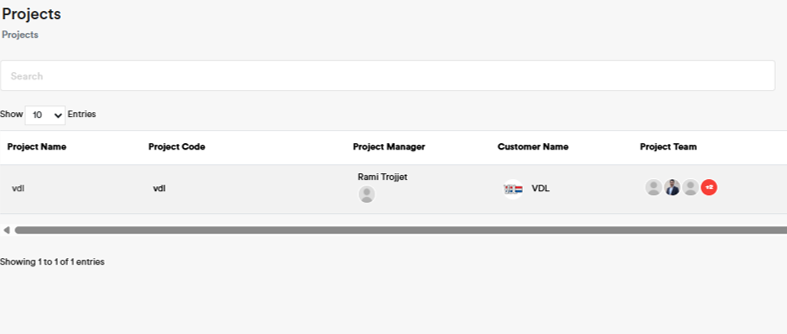 Projects
Projects
Search
Show 10 Entries
Project Name Project Code Project Manager Customer Name Project Team
Rami Trojjet
vdl vdl VDL +2
Showing 1 to 1 of 1 entries